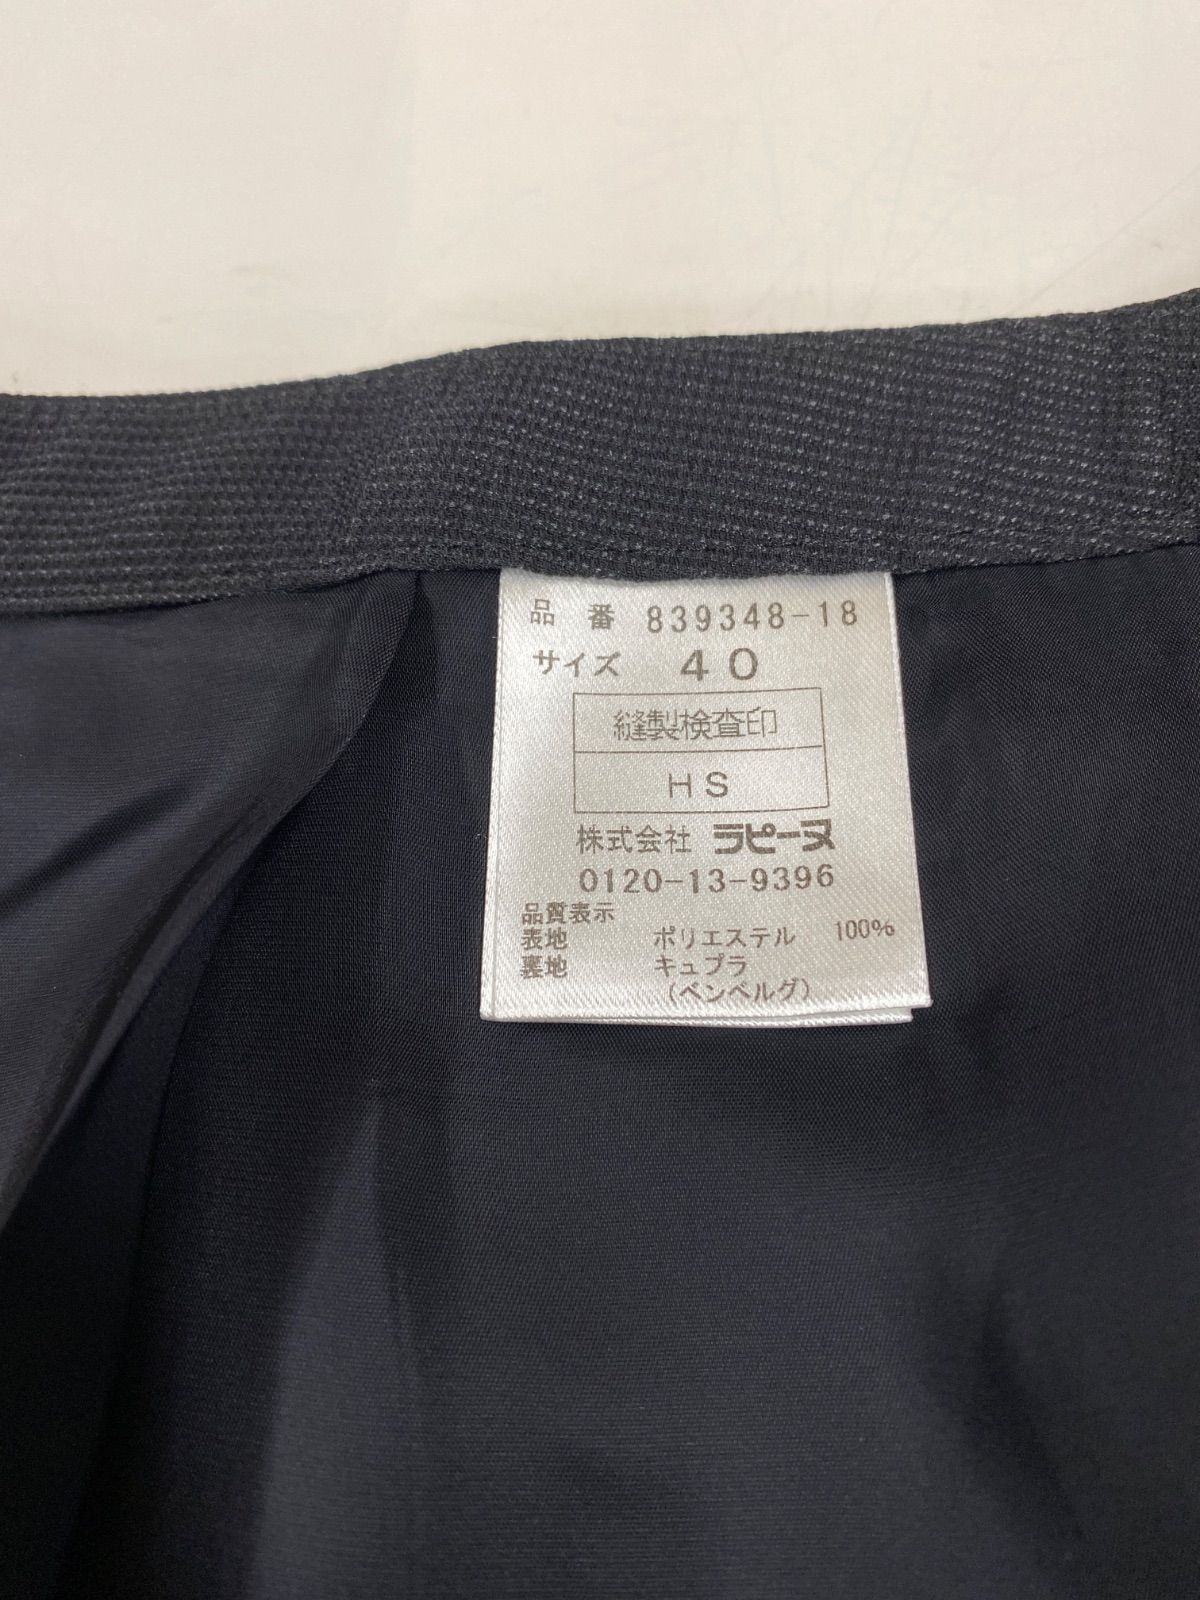 品番 839348-18
サイズ 40
縫製検査印
HS
株式会社 ラピーヌ
0120-13-9396
品質表示
表地 ポリエステル 100%
裏地 キュプラ
(ベンベルグ)